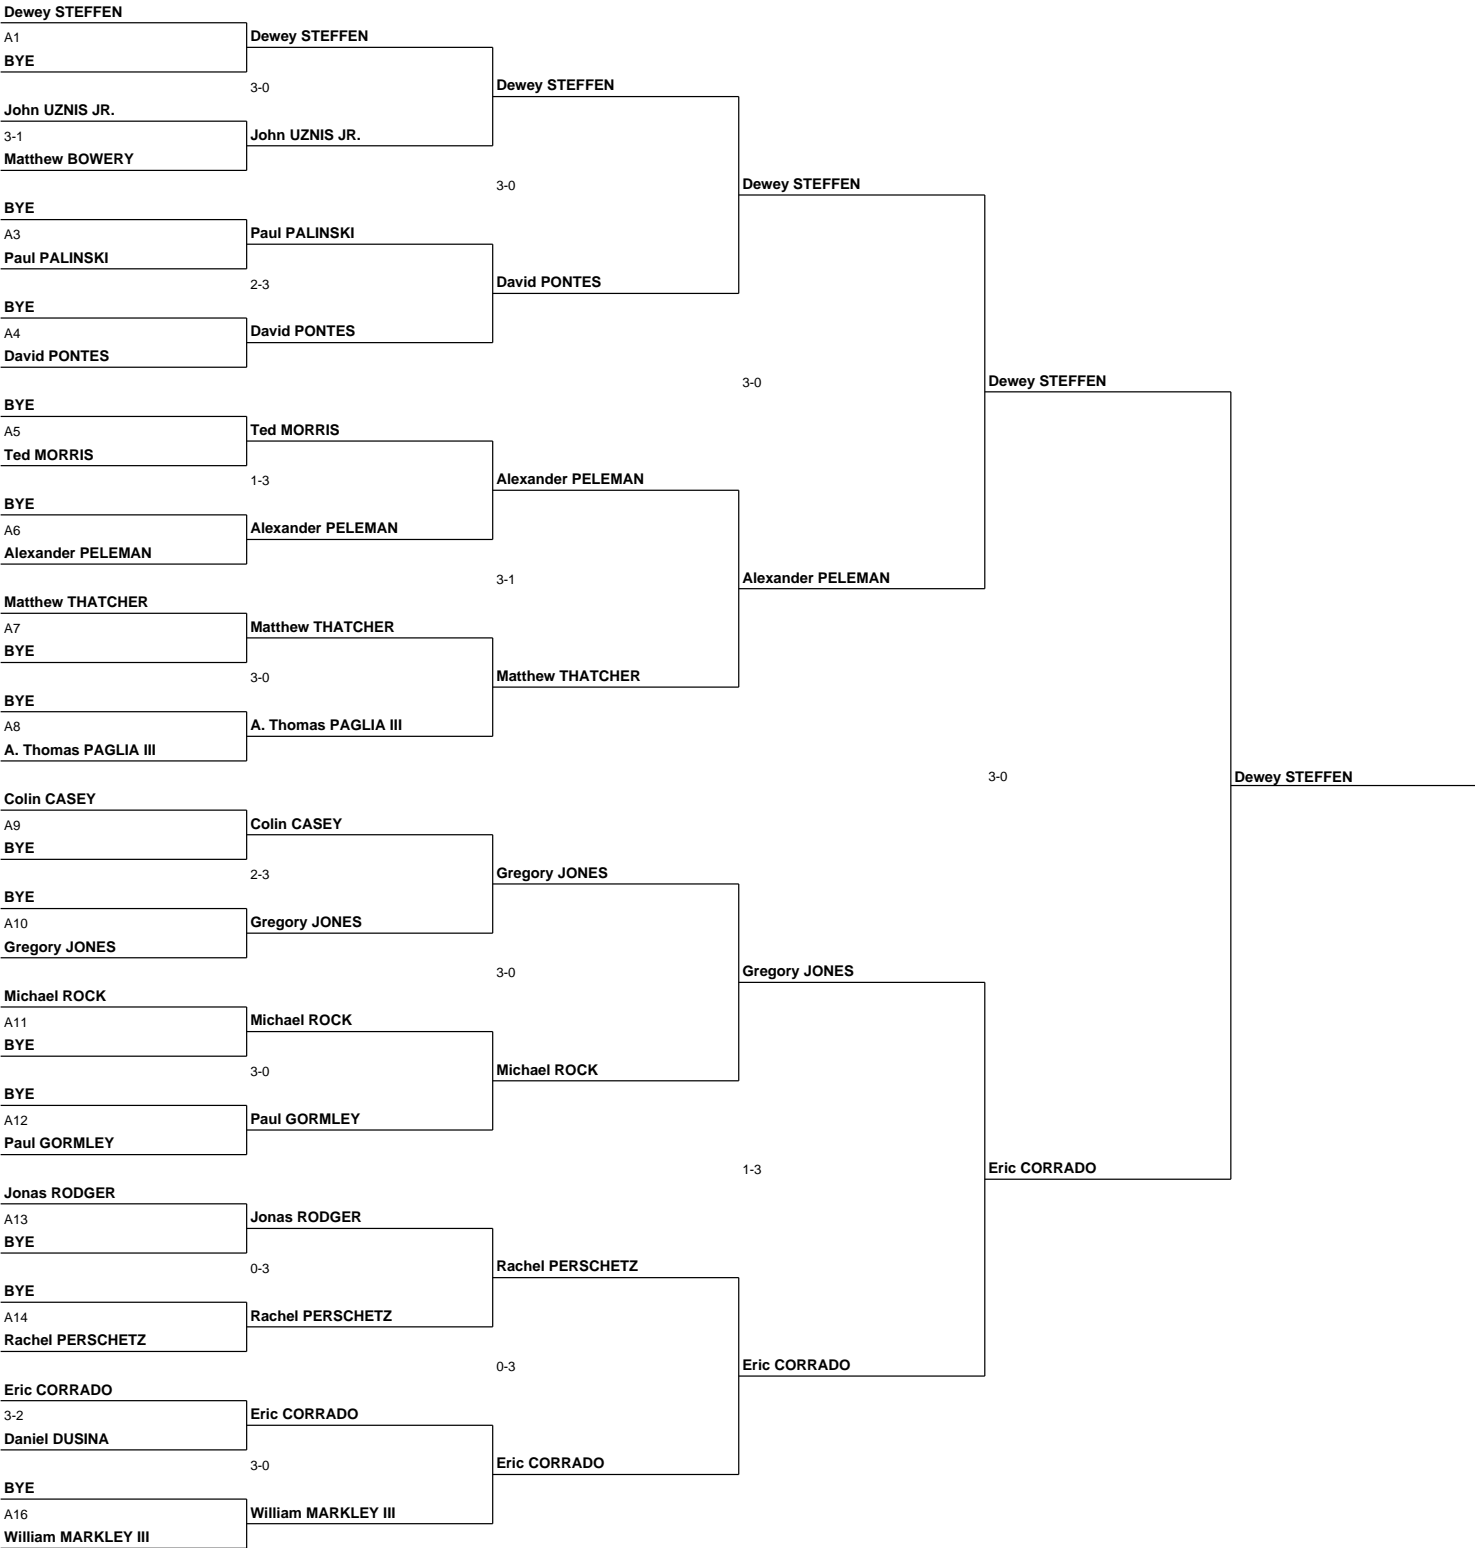 Dewey STEFFEN
A1
BYE
John UZNIS JR.
3-1
Matthew BOWERY
BYE
A3
Paul PALINSKI
BYE
A4
David PONTES
BYE
A5
Ted MORRIS
BYE
A6
Alexander PELEMAN
Matthew THATCHER
A7
BYE
BYE
A8
A. Thomas PAGLIA III
Colin CASEY
A9
BYE
BYE
A10
Gregory JONES
Michael ROCK
A11
BYE
BYE
A12
Paul GORMLEY
Jonas RODGER
A13
BYE
BYE
A14
Rachel PERSCHETZ
Eric CORRADO
3-2
Daniel DUSINA
BYE
A16
William MARKLEY III
Dewey STEFFEN
3-0
John UZNIS JR.
Paul PALINSKI
2-3
David PONTES
Ted MORRIS
1-3
Alexander PELEMAN
Matthew THATCHER
3-0
A. Thomas PAGLIA III
Colin CASEY
2-3
Gregory JONES
Michael ROCK
3-0
Paul GORMLEY
Jonas RODGER
0-3
Rachel PERSCHETZ
Eric CORRADO
3-0
William MARKLEY III
Dewey STEFFEN
3-0
David PONTES
Alexander PELEMAN
3-1
Matthew THATCHER
Gregory JONES
3-0
Michael ROCK
Rachel PERSCHETZ
0-3
Eric CORRADO
Dewey STEFFEN
3-0
Alexander PELEMAN
Gregory JONES
1-3
Eric CORRADO
Dewey STEFFEN
3-0
Eric CORRADO
Dewey STEFFEN